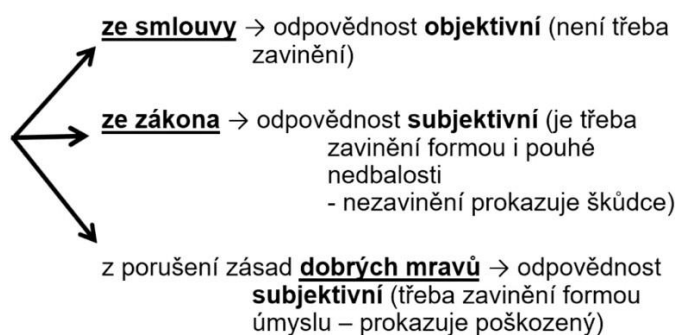 ze smlouvy → odpovědnost objektivní (není třeba
zavinění)
ze zákona → odpovědnost subjektivní (je třeba
zavinění formou i pouhé
nedbalosti
- nezavinění prokazuje škůdce)
z porušení zásad dobrých mravů → odpovědnost
subjektivní (třeba zavinění formou
úmyslu – prokazuje poškozený)